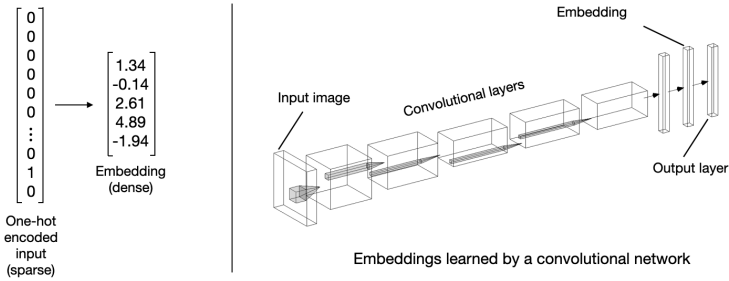 0
0
0
0
0
0
⋮
0
1
0
One-hot
encoded
input
(sparse)
1.34
-0.14
2.61
4.89
-1.94
Embedding
(dense)
Input image
Convolutional layers
Embedding
Output layer
Embeddings learned by a convolutional network